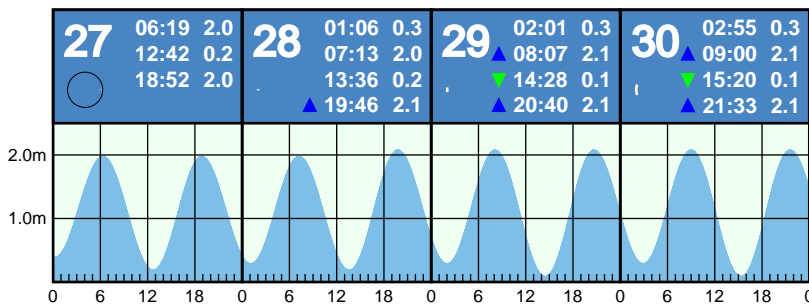 27
06:19 2.0
12:42 0.2
18:52 2.0
28
01:06 0.3
07:13 2.0
13:36 0.2
▲ 19:46 2.1
29
02:01 0.3
▲ 08:07 2.1
▼ 14:28 0.1
▲ 20:40 2.1
30
02:55 0.3
▲ 09:00 2.1
▼ 15:20 0.1
▲ 21:33 2.1
2.0m
1.0m
0 6 12 18 0 6 12 18 0 6 12 18 0 6 12 18